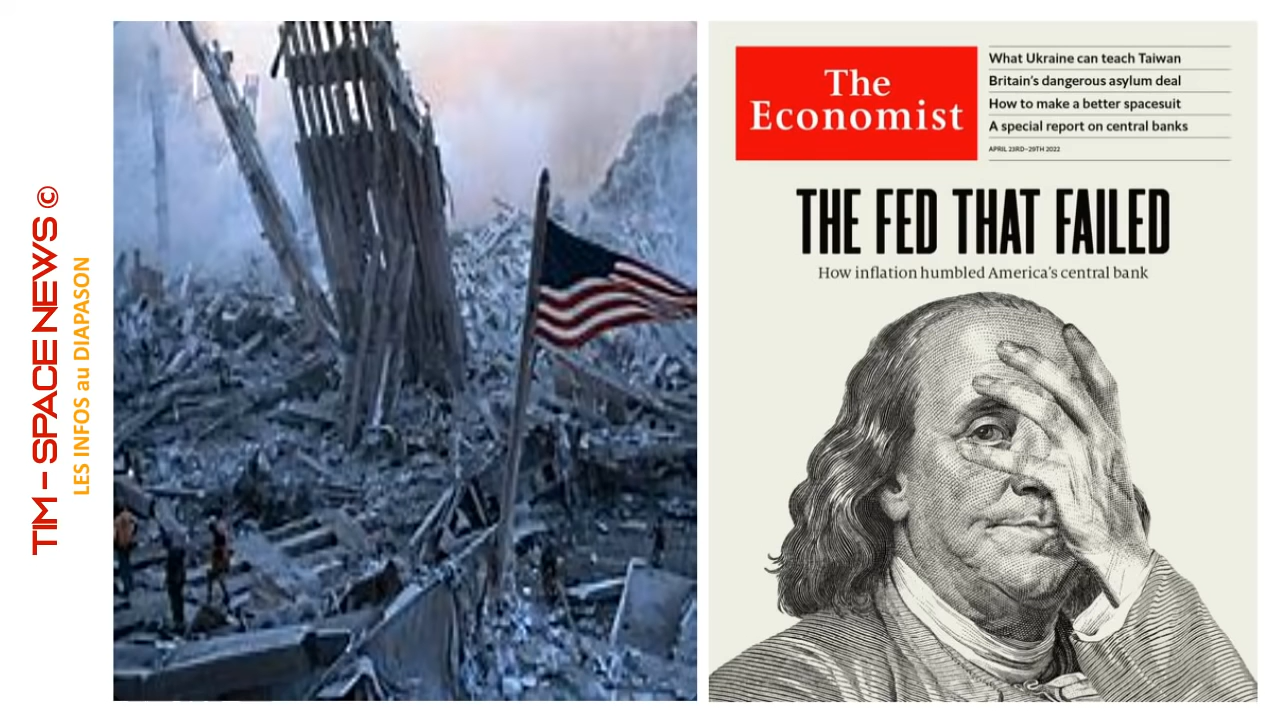 TIM – SPACE NEWS ©
LES INFOS au DIAPASON
The
Economist
What Ukraine can teach Taiwan
Britain's dangerous asylum deal
How to make a better spacesuit
A special report on central banks
APRIL 23RD–29TH 2022
THE FED THAT FAILED
How inflation humbled America's central bank